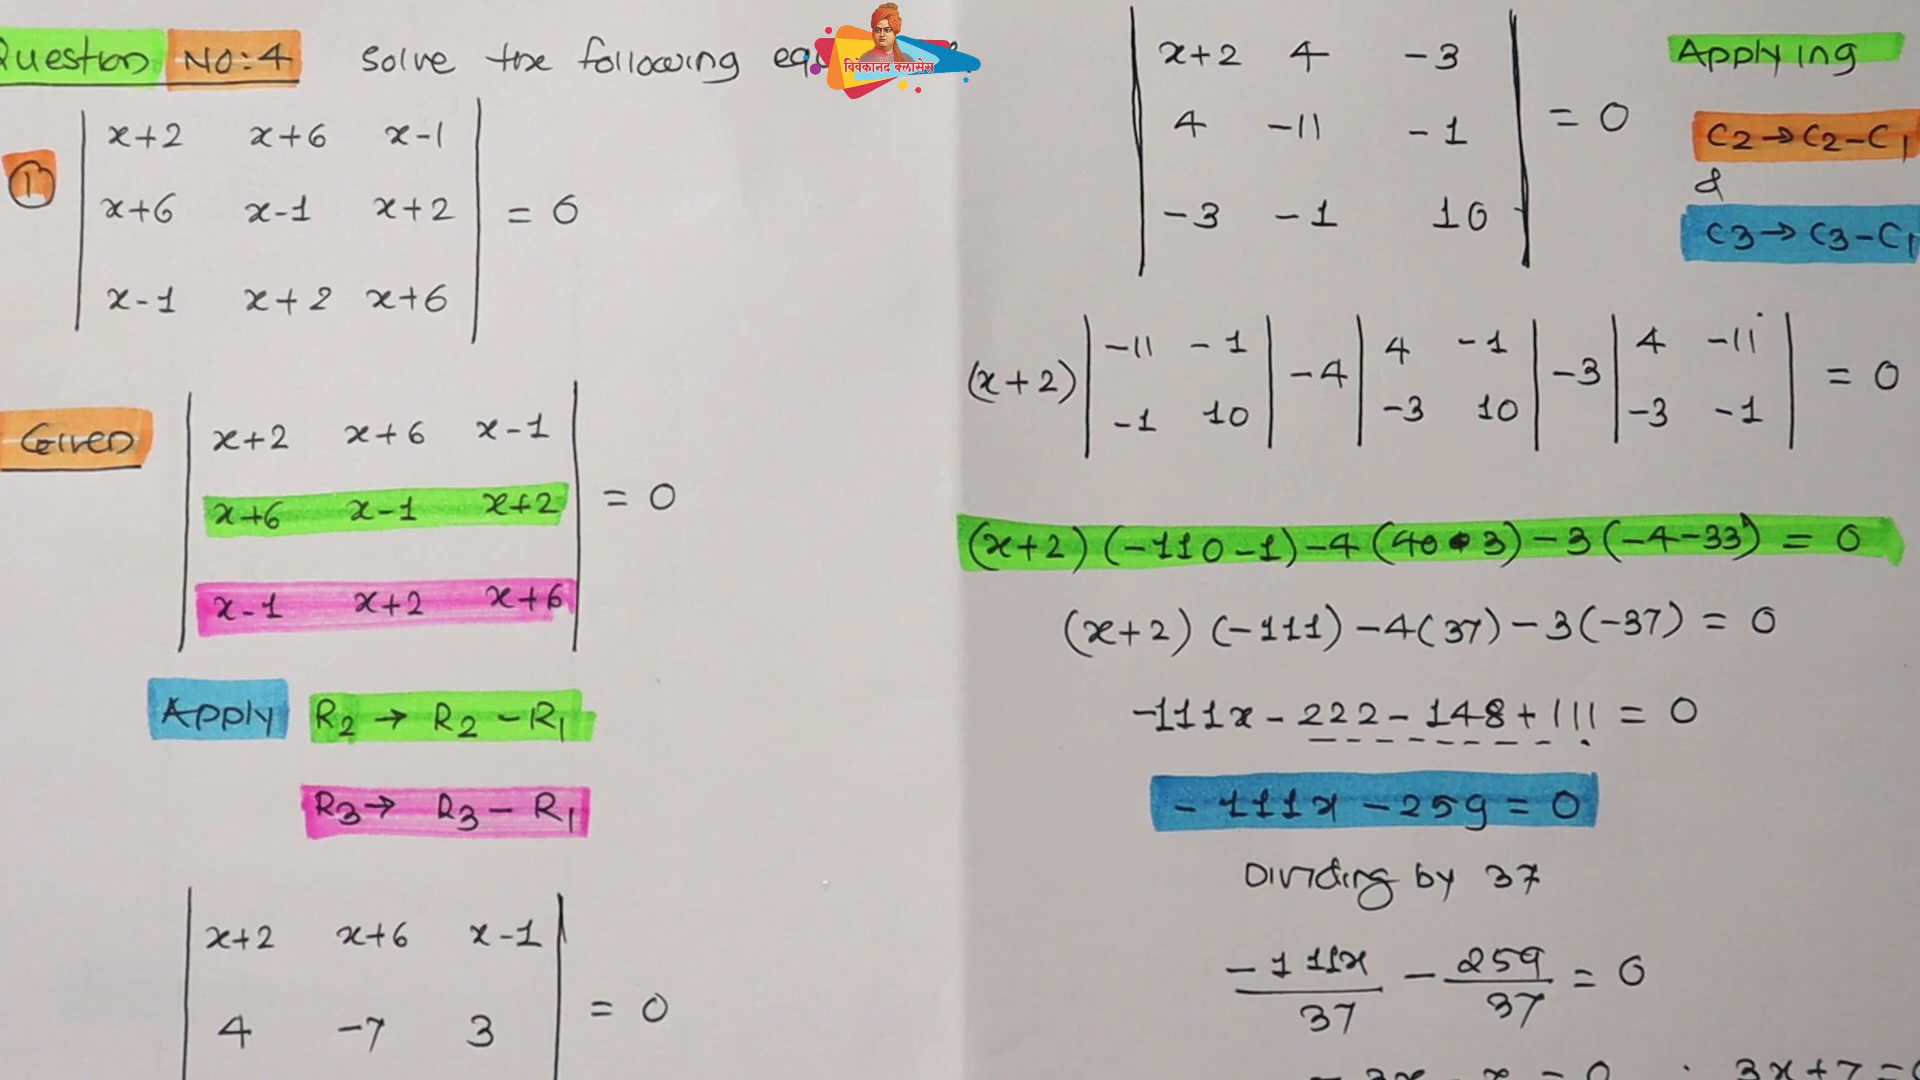 Question No:4 Solve the following
विवेकानंद क्लासेस
① | x+2 x+6 x-1 |
| x+6 x-1 x+2 | = 0
| x-1 x+2 x+6 |
Given | x+2 x+6 x-1 |
| x+6 x-1 x+2 | = 0
| x-1 x+2 x+6 |
Apply R2 → R2 - R1
R3 → R3 - R1
| x+2 x+6 x-1 |
| 4 -7 3 | = 0
| x+2 4 -3 |
| 4 -11 -1 | = 0
| -3 -1 10 |
Applying
C2 → C2-C1
&
C3 → C3-C1
(x+2) | -11 -1 | -4 | 4 -1 | -3 | 4 -11 | = 0
| -1 10 | | -3 10 | | -3 -1 |
(x+2) (-110-1) -4 (40 3) -3 (-4-33) = 0
(x+2) (-111) -4(37) -3(-37) = 0
-111x - 222 - 148 + 111 = 0
- 111x - 259 = 0
Dividing by 37
-111x/37 - 259/37 = 0
3x+7 =